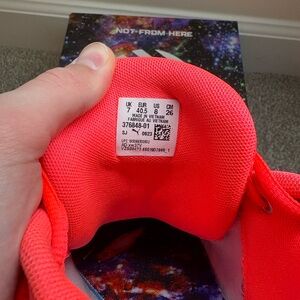 NOT-FROM HERE
UK EUR US CM
7 40.5 8 26
MADE IN VIETNAM
FABRIQUE AU VIETNAM
376848-01
SJ 0623